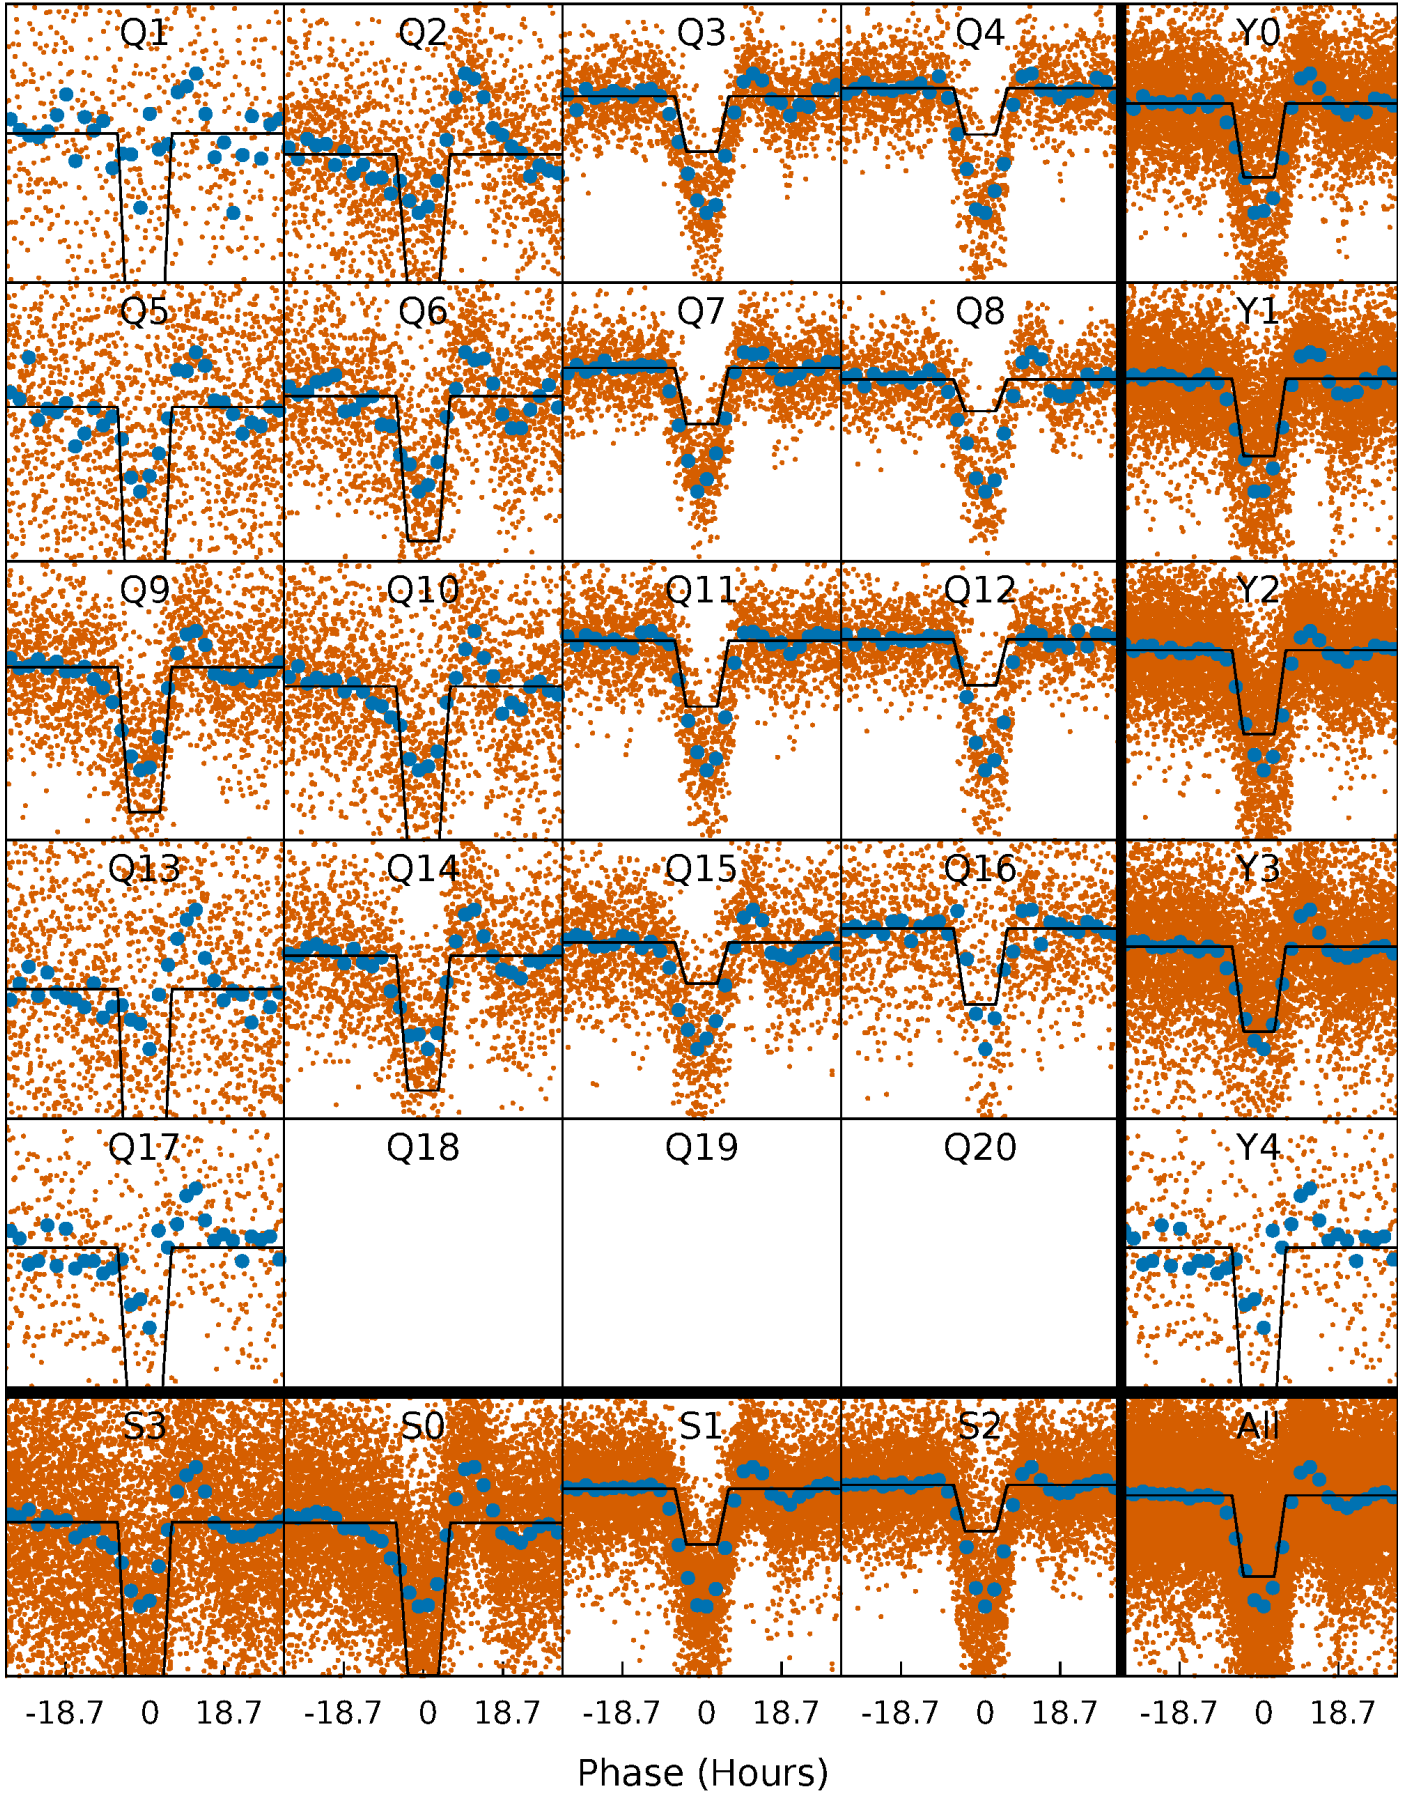 Q1 Q2 Q3 Q4 Y0
Q5 Q6 Q7 Q8 Y1
Q9 Q10 Q11 Q12 Y2
Q13 Q14 Q15 Q16 Y3
Q17 Q18 Q19 Q20 Y4
S3 S0 S1 S2 All
-18.7 0 18.7 -18.7 0 18.7 -18.7 0 18.7 -18.7 0 18.7 -18.7 0 18.7
Phase (Hours)